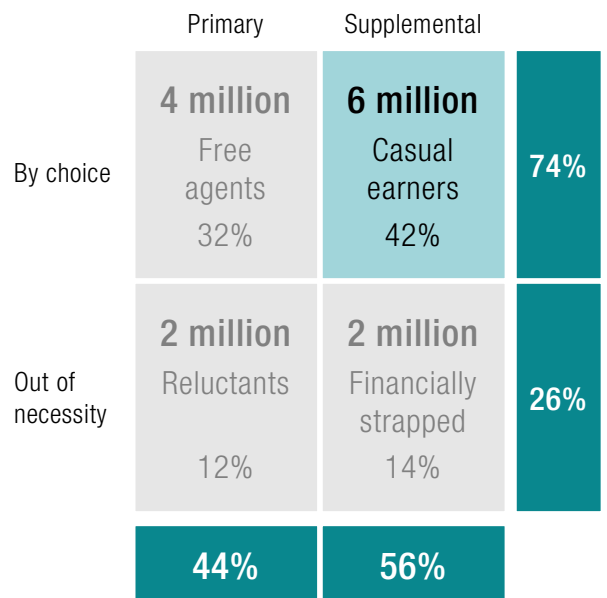 Primary Supplemental
4 million 6 million
By choice Free Casual 74%
agents earners
32% 42%
2 million 2 million
Out of necessity Reluctants Financially 26%
strapped
12% 14%
44% 56%